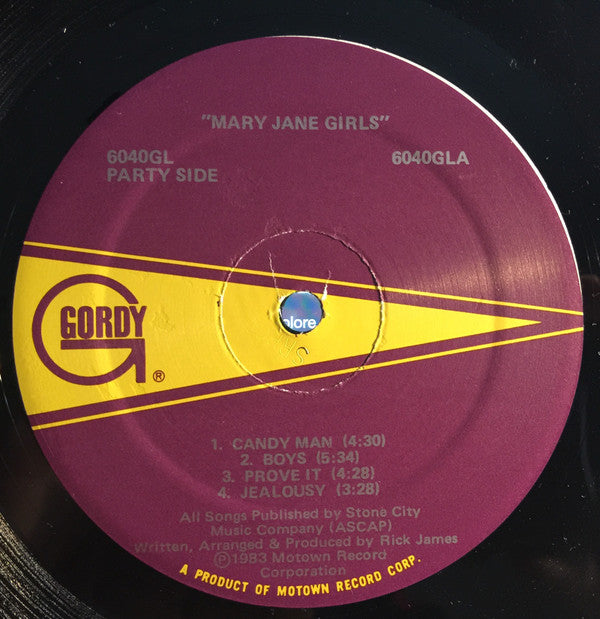 "MARY JANE GIRLS"
6040GL
6040GLA
PARTY SIDE
GORDY
®
olore
S
1. CANDY MAN (4:30)
2. BOYS (5:34)
3. PROVE IT (4:28)
4. JEALOUSY (3:28)
All Songs Published by Stone City
Music Company (ASCAP)
Written, Arranged & Produced by Rick James
Ⓟ1983 Motown Record
Corporation
A PRODUCT OF MOTOWN RECORD CORP.